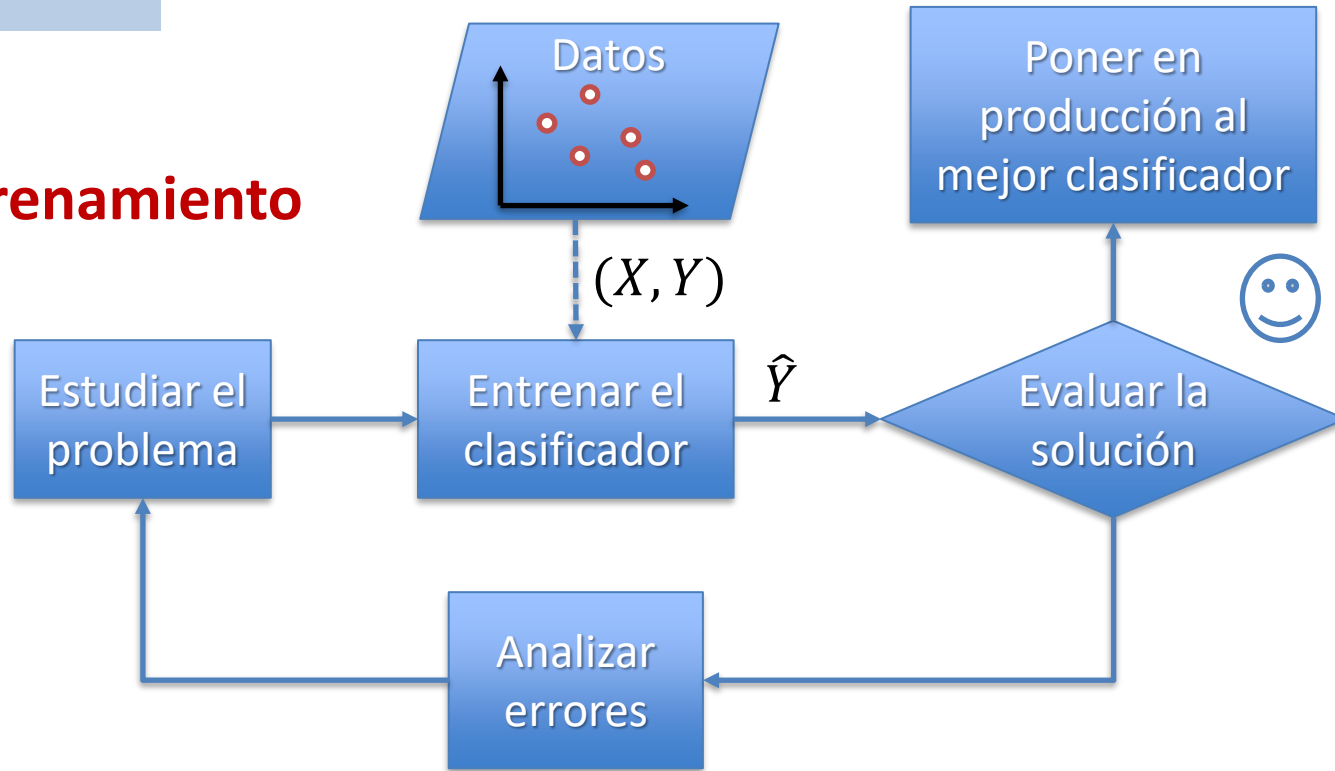 Datos
Poner en
producción al
mejor clasificador
renamiento
(X, Y)
Estudiar el
problema
Entrenar el
clasificador
Ŷ
Evaluar la
solución
Analizar
errores